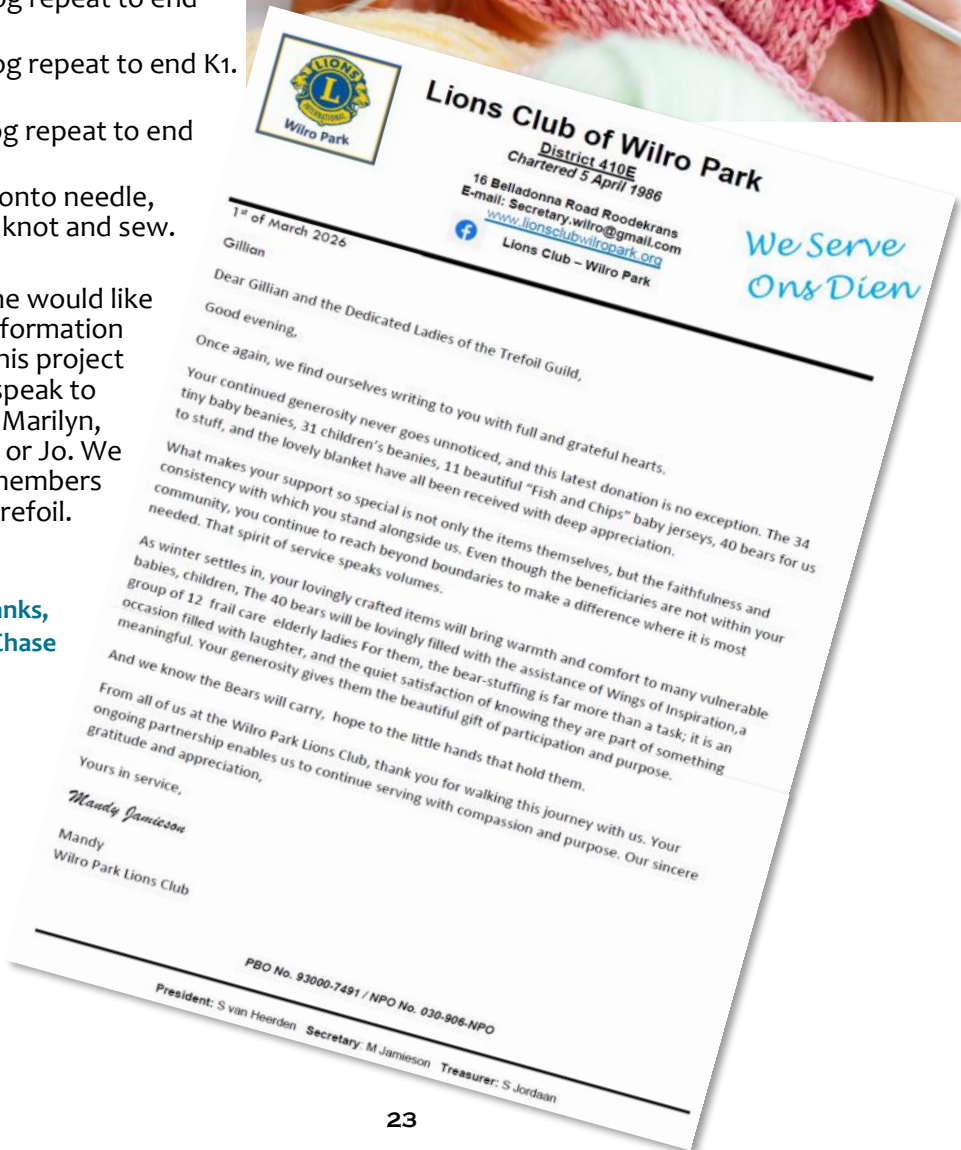 og repeat to end
og repeat to end K1.
og repeat to end
onto needle,
knot and sew.
ne would like
formation
his project
speak to
Marilyn,
or Jo. We
members
refoil.
anks,
Chase
LIONS
L
INTERNATIONAL
Wilro Park
Lions Club of Wilro Park
District 410E
Chartered 5 April 1986
16 Belladonna Road Roodekrans
E-mail: Secretary.wilro@gmail.com
www.lionsclubwilropark.org
Lions Club – Wilro Park
We Serve
Ons Dien
1st of March 2026
Gillian
Dear Gillian and the Dedicated Ladies of the Trefoil Guild,
Good evening,
Once again, we find ourselves writing to you with full and grateful hearts.
Your continued generosity never goes unnoticed, and this latest donation is no exception. The 34
tiny baby beanies, 31 children's beanies, 11 beautiful "Fish and Chips" baby jerseys, 40 bears for us
to stuff, and the lovely blanket have all been received with deep appreciation.
What makes your support so special is not only the items themselves, but the faithfulness and
consistency with which you stand alongside us. Even though the beneficiaries are not within your
community, you continue to reach beyond boundaries to make a difference where it is most
needed. That spirit of service speaks volumes.
As winter settles in, your lovingly crafted items will bring warmth and comfort to many vulnerable
babies, children, The 40 bears will be lovingly filled with the assistance of Wings of Inspiration,a
group of 12 frail care elderly ladies For them, the bear-stuffing is far more than a task; it is an
occasion filled with laughter, and the quiet satisfaction of knowing they are part of something
meaningful. Your generosity gives them the beautiful gift of participation and purpose.
And we know the Bears will carry, hope to the little hands that hold them.
From all of us at the Wilro Park Lions Club, thank you for walking this journey with us. Your
ongoing partnership enables us to continue serving with compassion and purpose. Our sincere
gratitude and appreciation,
Yours in service,
Mandy Jamieson
Mandy
Wilro Park Lions Club
PBO No. 93000-7491 / NPO No. 030-906-NPO
President: S van Heerden Secretary: M Jamieson Treasurer: S Jordaan
23